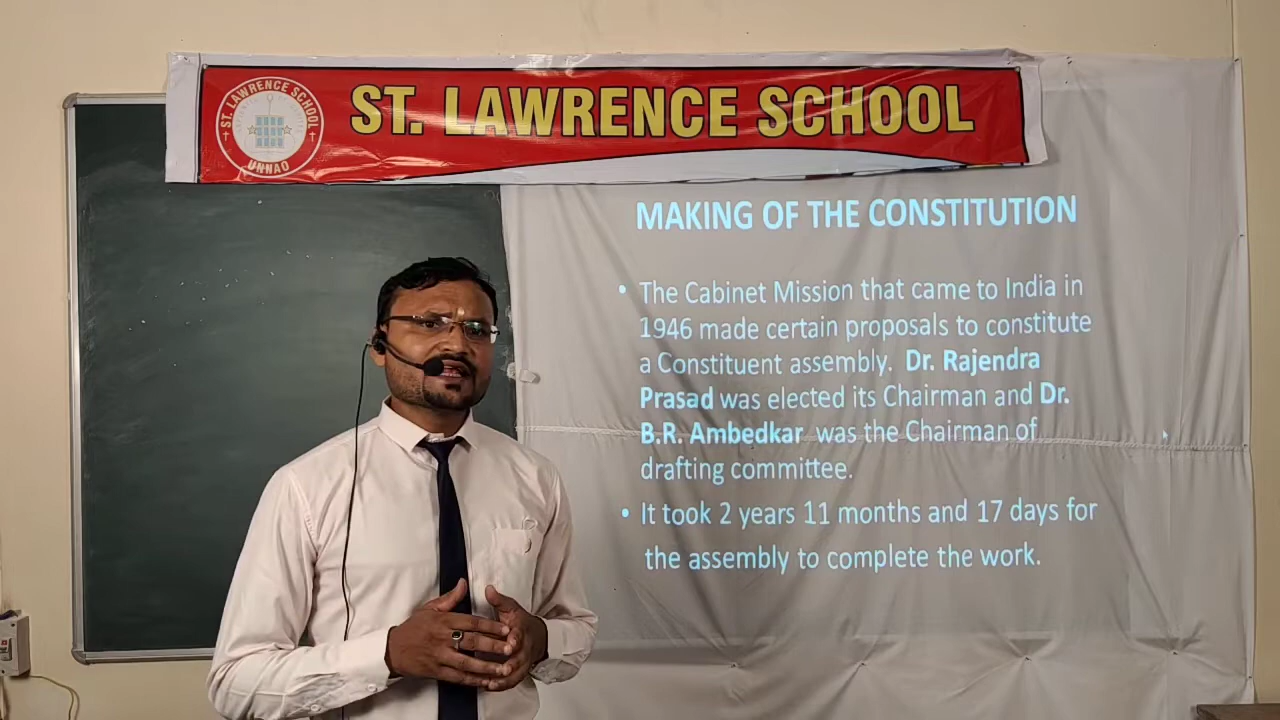 ST. LAWRENCE SCHOOL
UNNAO
ST. LAWRENCE SCHOOL
MAKING OF THE CONSTITUTION
• The Cabinet Mission that came to India in
1946 made certain proposals to constitute
a Constituent assembly. Dr. Rajendra
Prasad was elected its Chairman and Dr.
B.R. Ambedkar was the Chairman of
drafting committee.
• It took 2 years 11 months and 17 days for
the assembly to complete the work.